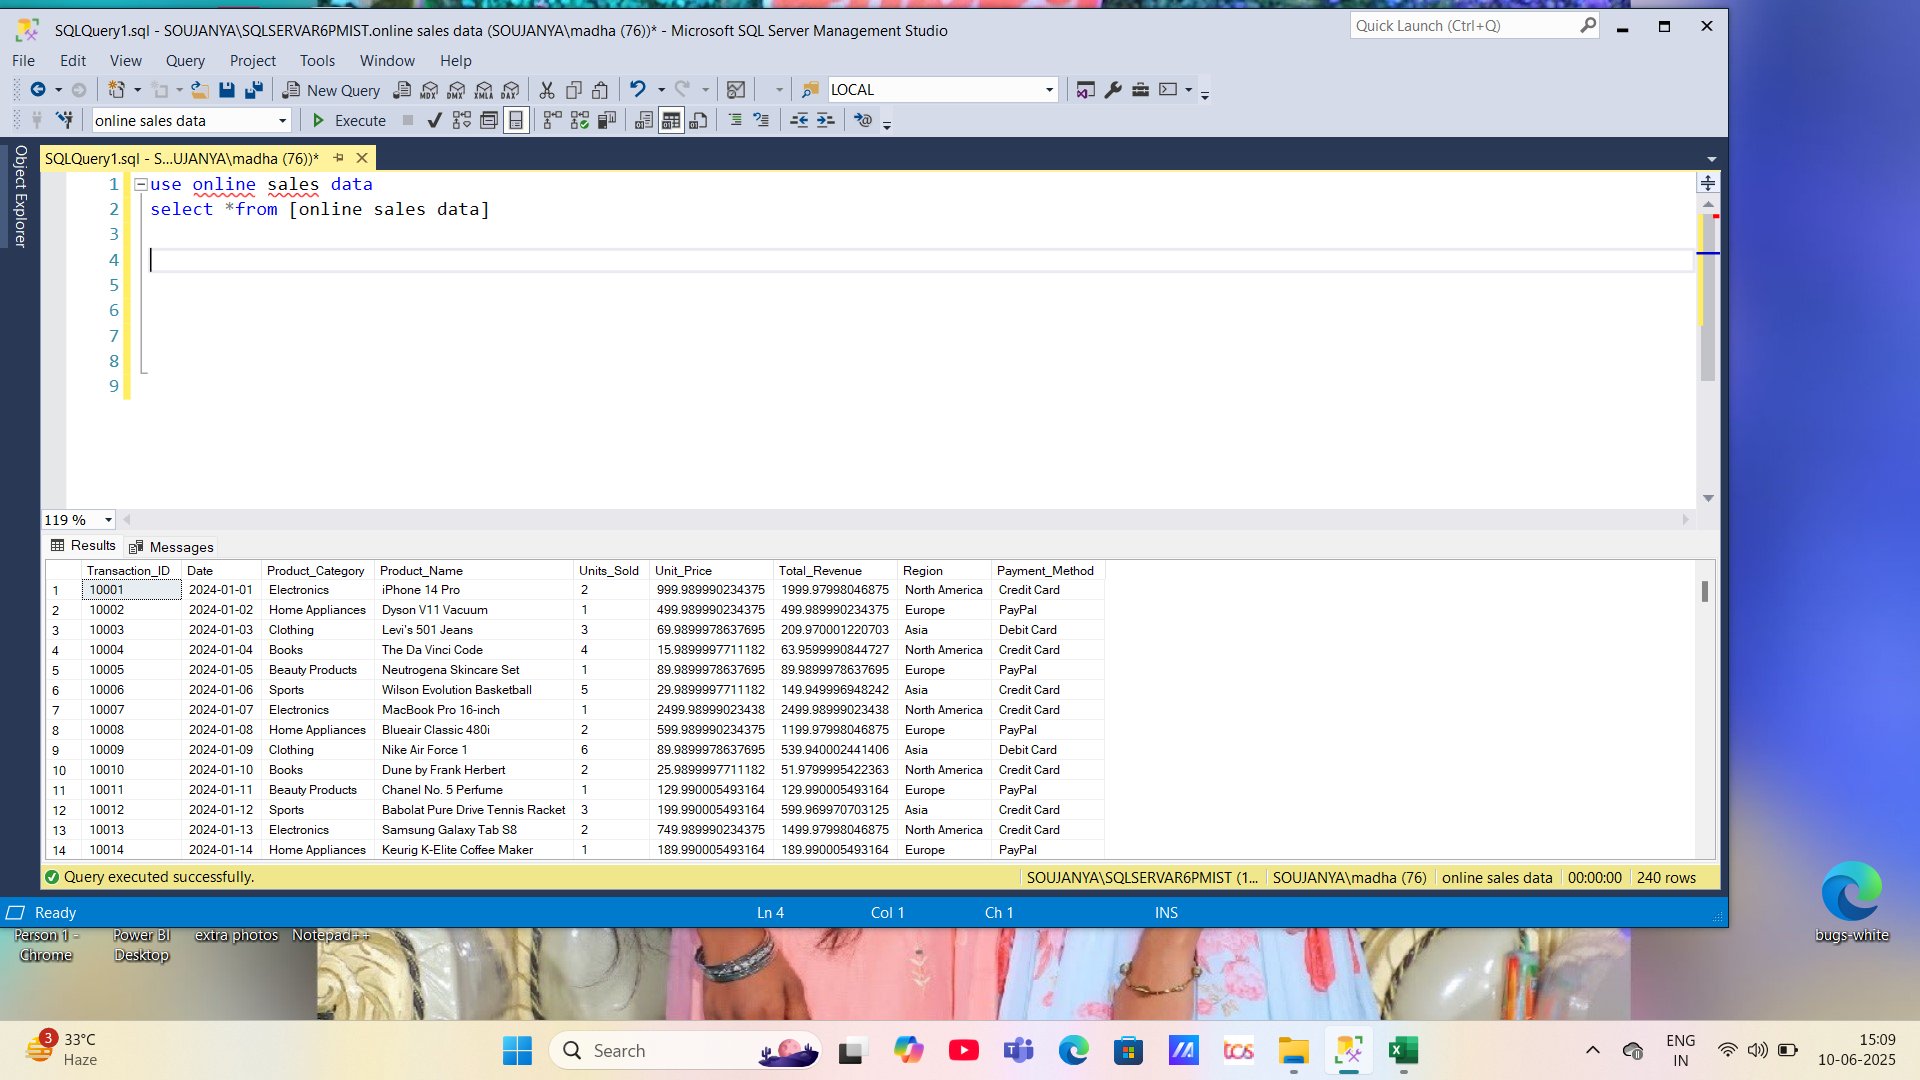 SQLQuery1.sql - SOUJANYA\SQLSERVAR6PMIST.online sales data (SOUJANYA\madha (76))* - Microsoft SQL Server Management Studio
Quick Launch (Ctrl+Q)
File Edit View Query Project Tools Window Help
New Query MDX DMX XMLA DAX LOCAL
online sales data Execute
Object Explorer
SQLQuery1.sql - S...UJANYA\madha (76))*
1 use online sales data
2 select *from [online sales data]
3
4
5
6
7
8
9
119 %
Results Messages
Transaction_ID Date Product_Category Product_Name Units_Sold Unit_Price Total_Revenue Region Payment_Method
1 10001 2024-01-01 Electronics iPhone 14 Pro 2 999.989990234375 1999.97998046875 North America Credit Card
2 10002 2024-01-02 Home Appliances Dyson V11 Vacuum 1 499.989990234375 499.989990234375 Europe PayPal
3 10003 2024-01-03 Clothing Levi's 501 Jeans 3 69.9899978637695 209.970001220703 Asia Debit Card
4 10004 2024-01-04 Books The Da Vinci Code 4 15.9899997711182 63.9599990844727 North America Credit Card
5 10005 2024-01-05 Beauty Products Neutrogena Skincare Set 1 89.9899978637695 89.9899978637695 Europe PayPal
6 10006 2024-01-06 Sports Wilson Evolution Basketball 5 29.9899997711182 149.949996948242 Asia Credit Card
7 10007 2024-01-07 Electronics MacBook Pro 16-inch 1 2499.98999023438 2499.98999023438 North America Credit Card
8 10008 2024-01-08 Home Appliances Blueair Classic 480i 2 599.989990234375 1199.97998046875 Europe PayPal
9 10009 2024-01-09 Clothing Nike Air Force 1 6 89.9899978637695 539.940002441406 Asia Debit Card
10 10010 2024-01-10 Books Dune by Frank Herbert 2 25.9899997711182 51.9799995422363 North America Credit Card
11 10011 2024-01-11 Beauty Products Chanel No. 5 Perfume 1 129.990005493164 129.990005493164 Europe PayPal
12 10012 2024-01-12 Sports Babolat Pure Drive Tennis Racket 3 199.990005493164 599.969970703125 Asia Credit Card
13 10013 2024-01-13 Electronics Samsung Galaxy Tab S8 2 749.989990234375 1499.97998046875 North America Credit Card
14 10014 2024-01-14 Home Appliances Keurig K-Elite Coffee Maker 1 189.990005493164 189.990005493164 Europe PayPal
Query executed successfully. SOUJANYA\SQLSERVAR6PMIST (1... SOUJANYA\madha (76) online sales data 00:00:00 240 rows
Ready Ln 4 Col 1 Ch 1 INS
Person 1 - Chrome
Power BI Desktop
extra photos
Notepad++
bugs-white
3 33°C
Haze
Search
tcs
ENG
IN
15:09
10-06-2025